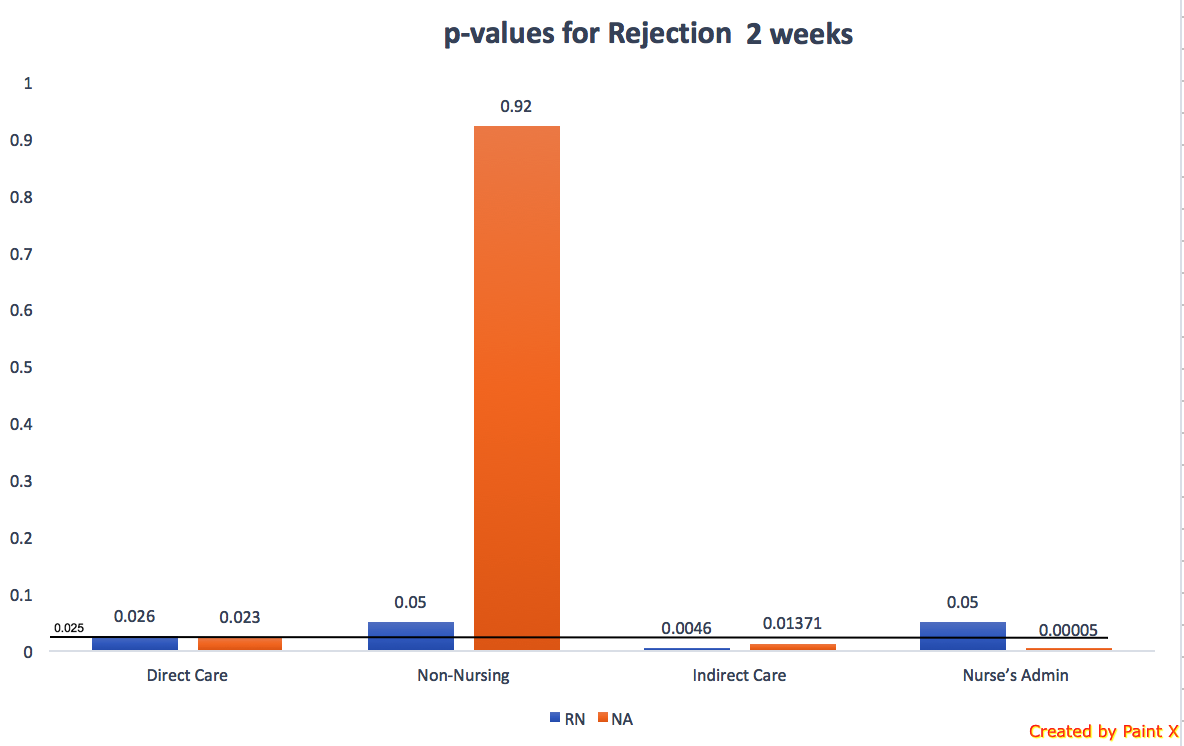 p-values for Rejection 2 weeks
1
0.92
0.9
0.8
0.7
0.6
0.5
0.4
0.3
0.2
0.1
0.05
0.05
0.026
0.023
0.025
0.0046
0.01371
0.00005
0
Direct Care
Non-Nursing
Indirect Care
Nurse’s Admin
RN
NA
Created by Paint X